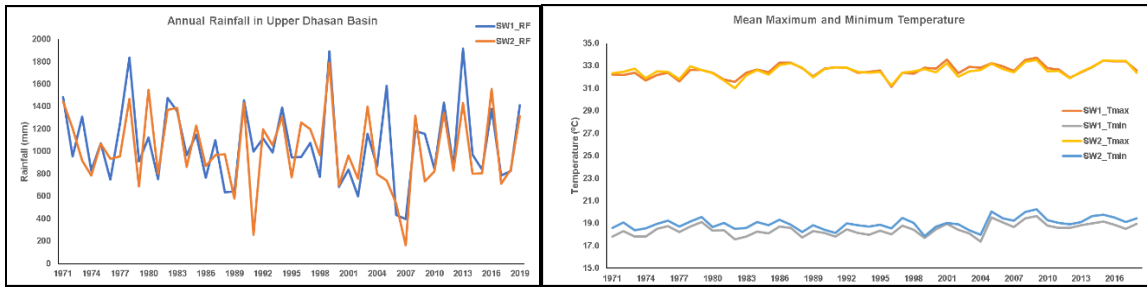 Annual Rainfall in Upper Dhasan Basin
SW1_RF
SW2_RF
Rainfall (mm)
2000
1800
1600
1400
1200
1000
800
600
400
200
0
1971 1974 1977 1980 1983 1986 1989 1992 1995 1998 2001 2004 2007 2010 2013 2016 2019
Mean Maximum and Minimum Temperature
Temperature (⁰C)
35.0
33.0
31.0
29.0
27.0
25.0
23.0
21.0
19.0
17.0
15.0
SW1_Tmax
SW1_Tmin
SW2_Tmax
SW2_Tmin
1971 1974 1977 1980 1983 1986 1989 1992 1995 1998 2001 2004 2007 2010 2013 2016